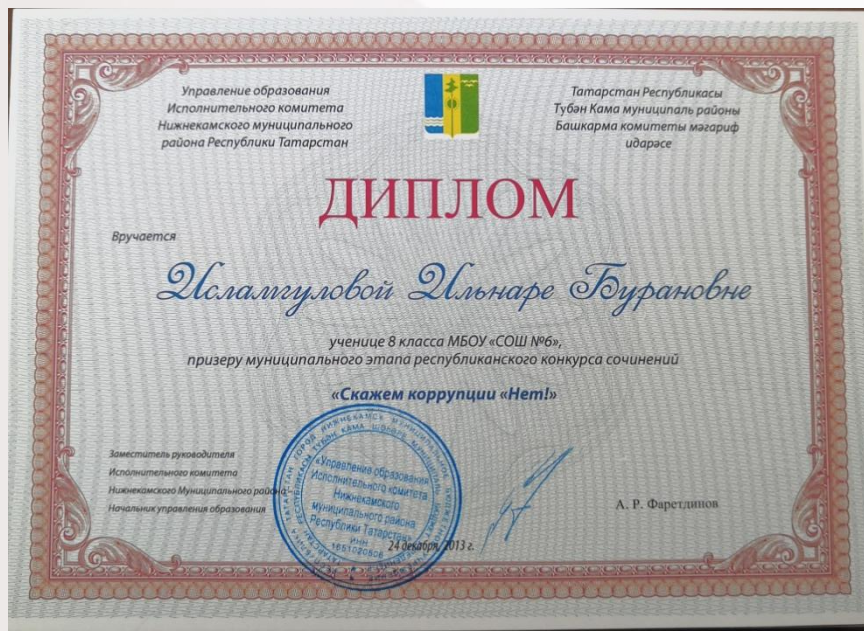 Управление образования
Исполнительного комитета
Нижнекамского муниципального
района Республики Татарстан
Татарстан Республикасы
Түбән Кама муниципаль районы
Башкарма комитеты мәгариф
идарәсе
ДИПЛОМ
Вручается
Исламгуловой Ильнаре Бурановне
ученице 8 класса МБОУ «СОШ №6»,
призеру муниципального этапа республиканского конкурса сочинений
«Скажем коррупции «Нет!»
Заместитель руководителя
Исполнительного комитета
Нижнекамского Муниципального района
Начальник управления образования
«Управление образования
Исполнительного комитета
Нижнекамского
муниципального района
Республики Татарстан»
ИНН
1651020506
24 декабря, 2013 г.
А. Р. Фаретдинов